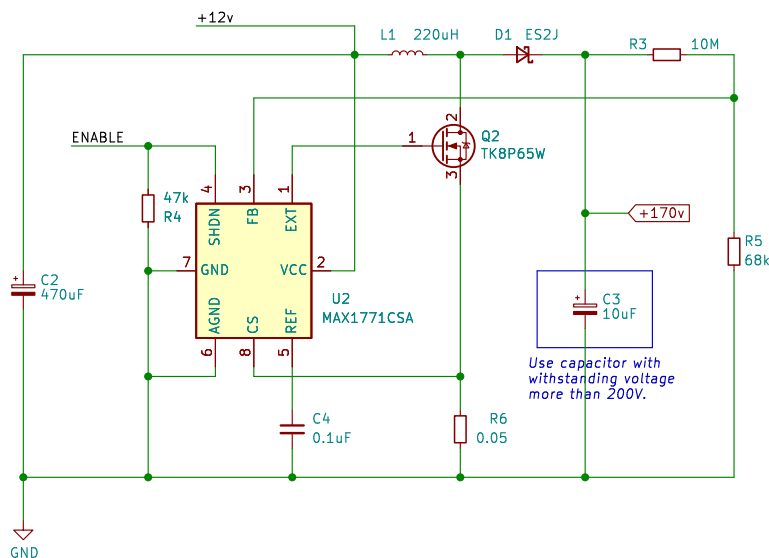 +12v
L1 220uH
D1 ES2J
R3 10M
ENABLE
1
2
3
Q2
TK8P65W
47k
R4
4
3
1
SHDN
FB
EXT
+170v
7
GND
VCC
2
R5
68k
C2
470uF
U2
MAX1771CSA
C3
10uF
AGND
CS
REF
6
8
5
Use capacitor with
withstanding voltage
more than 200V.
C4
0.1uF
R6
0.05
GND